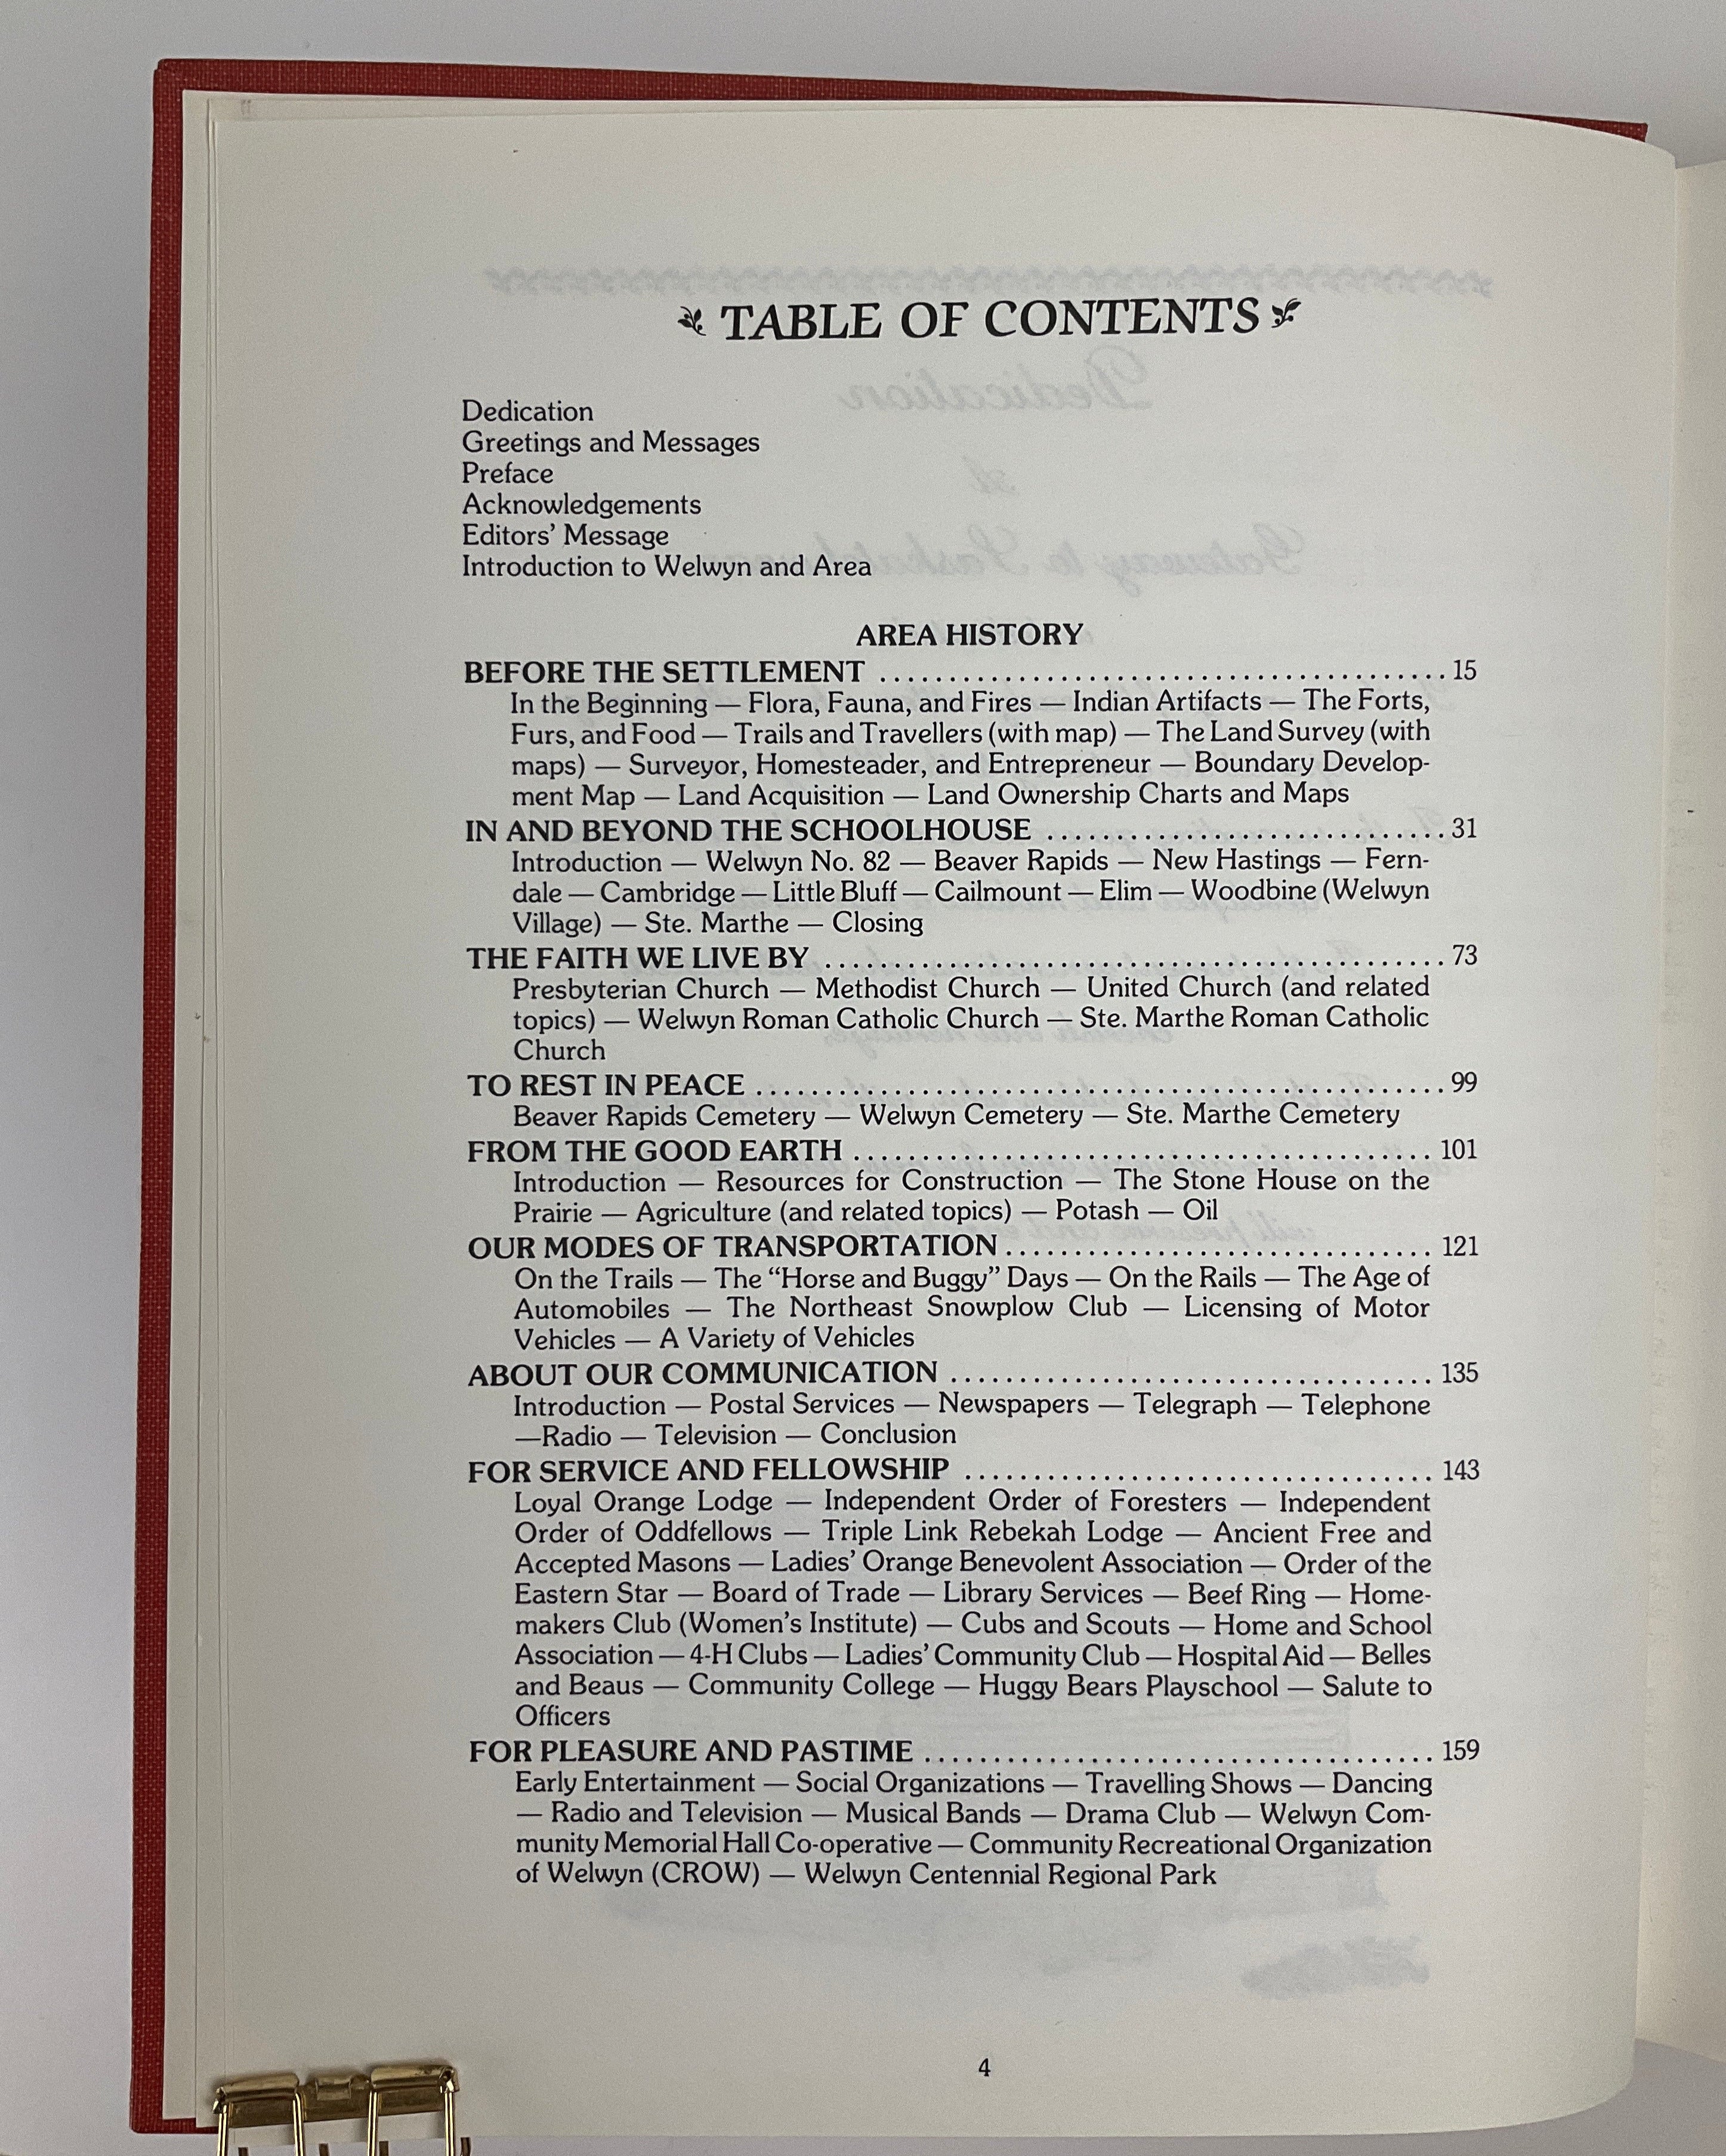 TABLE OF CONTENTS
Dedication
Greetings and Messages
Preface
Acknowledgements
Editors' Message
Introduction to Welwyn and Area
AREA HISTORY
BEFORE THE SETTLEMENT ........................................ 15
In the Beginning — Flora, Fauna, and Fires — Indian Artifacts — The Forts,
Furs, and Food — Trails and Travellers (with map) — The Land Survey (with
maps) — Surveyor, Homesteader, and Entrepreneur — Boundary Develop-
ment Map — Land Acquisition — Land Ownership Charts and Maps
IN AND BEYOND THE SCHOOLHOUSE ............................ 31
Introduction — Welwyn No. 82 — Beaver Rapids — New Hastings — Fern-
dale — Cambridge — Little Bluff — Cailmount — Elim — Woodbine (Welwyn
Village) — Ste. Marthe — Closing
THE FAITH WE LIVE BY ............................................ 73
Presbyterian Church — Methodist Church — United Church (and related
topics) — Welwyn Roman Catholic Church — Ste. Marthe Roman Catholic
Church
TO REST IN PEACE ................................................. 99
Beaver Rapids Cemetery — Welwyn Cemetery — Ste. Marthe Cemetery
FROM THE GOOD EARTH ......................................... 101
Introduction — Resources for Construction — The Stone House on the
Prairie — Agriculture (and related topics) — Potash — Oil
OUR MODES OF TRANSPORTATION ............................... 121
On the Trails — The “Horse and Buggy” Days — On the Rails — The Age of
Automobiles — The Northeast Snowplow Club — Licensing of Motor
Vehicles — A Variety of Vehicles
ABOUT OUR COMMUNICATION ................................... 135
Introduction — Postal Services — Newspapers — Telegraph — Telephone
—Radio — Television — Conclusion
FOR SERVICE AND FELLOWSHIP .................................. 143
Loyal Orange Lodge — Independent Order of Foresters — Independent
Order of Oddfellows — Triple Link Rebekah Lodge — Ancient Free and
Accepted Masons — Ladies' Orange Benevolent Association — Order of the
Eastern Star — Board of Trade — Library Services — Beef Ring — Home-
makers Club (Women's Institute) — Cubs and Scouts — Home and School
Association — 4-H Clubs — Ladies' Community Club — Hospital Aid — Belles
and Beaus — Community College — Huggy Bears Playschool — Salute to
Officers
FOR PLEASURE AND PASTIME .................................... 159
Early Entertainment — Social Organizations — Travelling Shows — Dancing
— Radio and Television — Musical Bands — Drama Club — Welwyn Com-
munity Memorial Hall Co-operative — Community Recreational Organization
of Welwyn (CROW) — Welwyn Centennial Regional Park
4